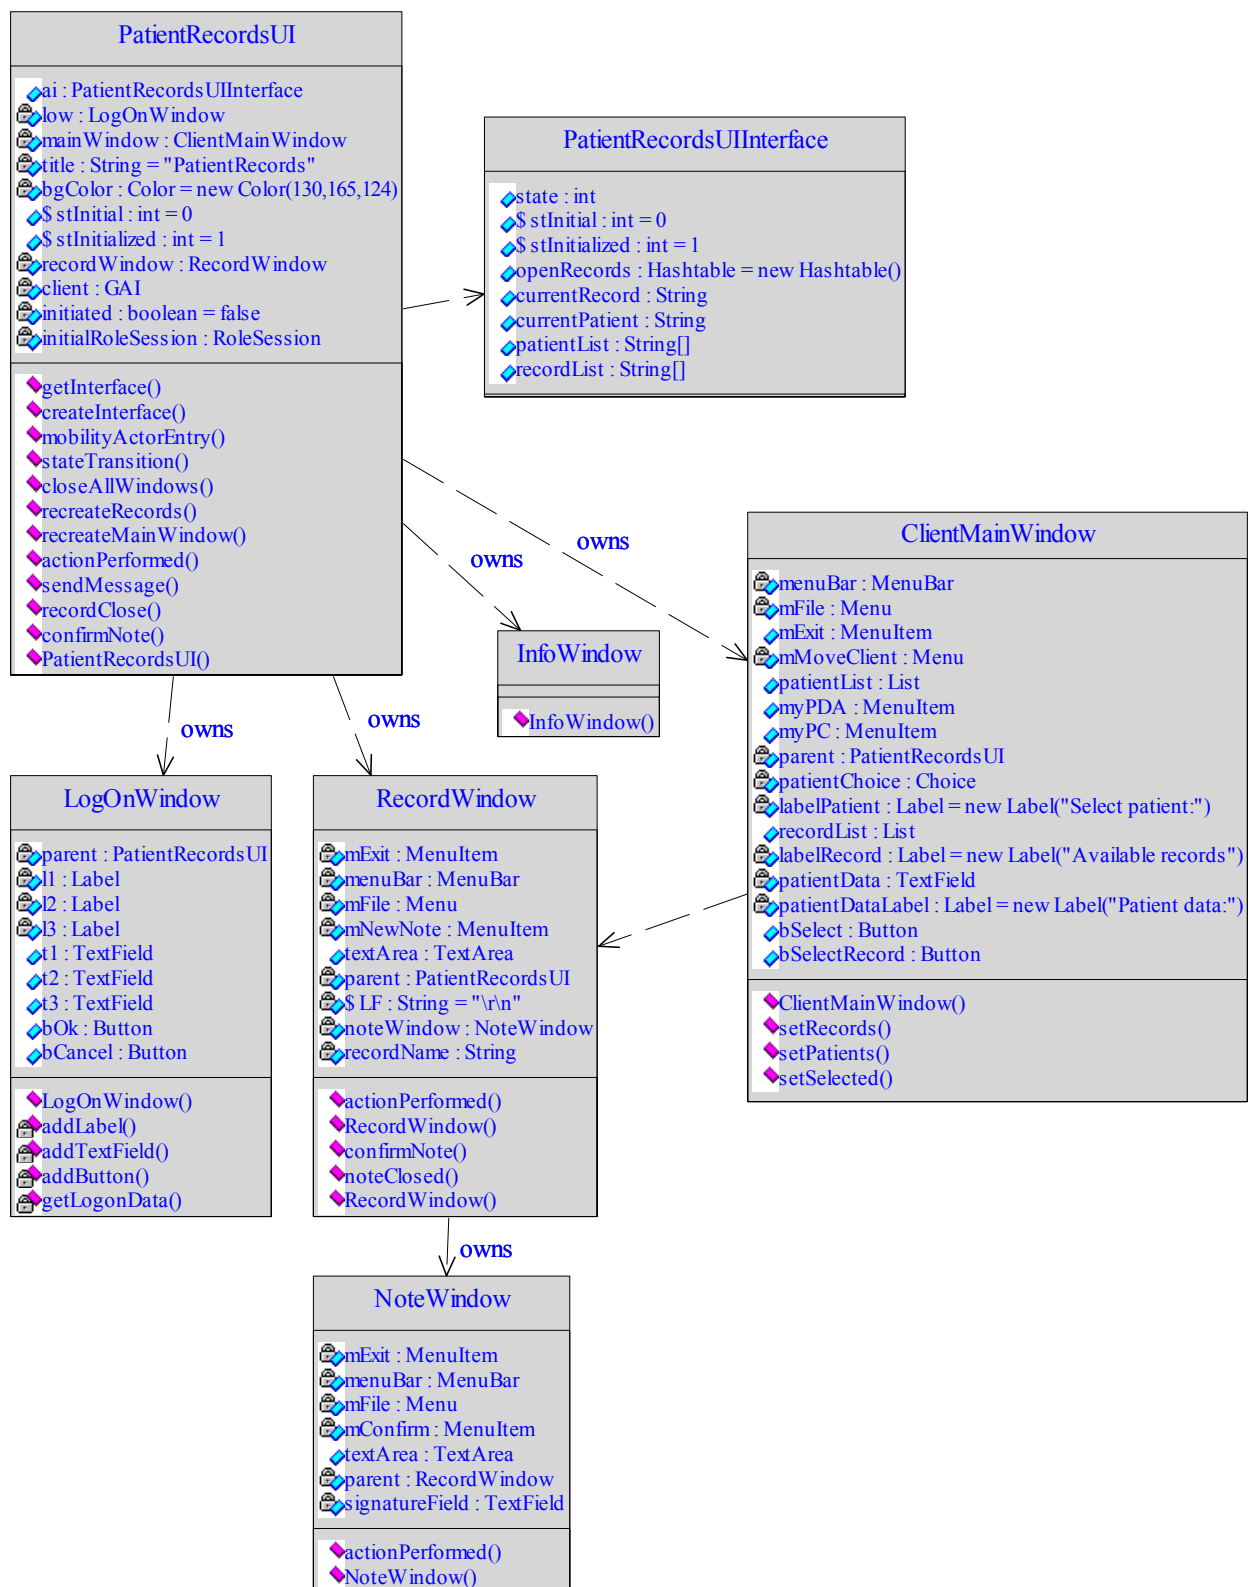 PatientRecordsUI
ai : PatientRecordsUIInterface
low : LogOnWindow
mainWindow : ClientMainWindow
title : String = "PatientRecords"
bgColor : Color = new Color(130,165,124)
$ stInitial : int = 0
$ stInitialized : int = 1
recordWindow : RecordWindow
client : GAI
initiated : boolean = false
initialRoleSession : RoleSession
getInterface()
createInterface()
mobilityActorEntry()
stateTransition()
closeAllWindows()
recreateRecords()
recreateMainWindow()
actionPerformed()
sendMessage()
recordClose()
confirmNote()
PatientRecordsUI()
PatientRecordsUIInterface
state : int
$ stInitial : int = 0
$ stInitialized : int = 1
openRecords : Hashtable = new Hashtable()
currentRecord : String
currentPatient : String
patientList : String[]
recordList : String[]
owns
owns
owns
owns
InfoWindow
InfoWindow()
ClientMainWindow
menuBar : MenuBar
mFile : Menu
mExit : MenuItem
mMoveClient : Menu
patientList : List
myPDA : MenuItem
myPC : MenuItem
parent : PatientRecordsUI
patientChoice : Choice
labelPatient : Label = new Label("Select patient:")
recordList : List
labelRecord : Label = new Label("Available records")
patientData : TextField
patientDataLabel : Label = new Label("Patient data:")
bSelect : Button
bSelectRecord : Button
ClientMainWindow()
setRecords()
setPatients()
setSelected()
LogOnWindow
parent : PatientRecordsUI
l1 : Label
l2 : Label
l3 : Label
t1 : TextField
t2 : TextField
t3 : TextField
bOk : Button
bCancel : Button
LogOnWindow()
addLabel()
addTextField()
addButton()
getLogonData()
RecordWindow
mExit : MenuItem
menuBar : MenuBar
mFile : Menu
mNewNote : MenuItem
textArea : TextArea
parent : PatientRecordsUI
$ LF : String = "\r\n"
noteWindow : NoteWindow
recordName : String
actionPerformed()
RecordWindow()
confirmNote()
noteClosed()
RecordWindow()
owns
NoteWindow
mExit : MenuItem
menuBar : MenuBar
mFile : Menu
mConfirm : MenuItem
textArea : TextArea
parent : RecordWindow
signatureField : TextField
actionPerformed()
NoteWindow()